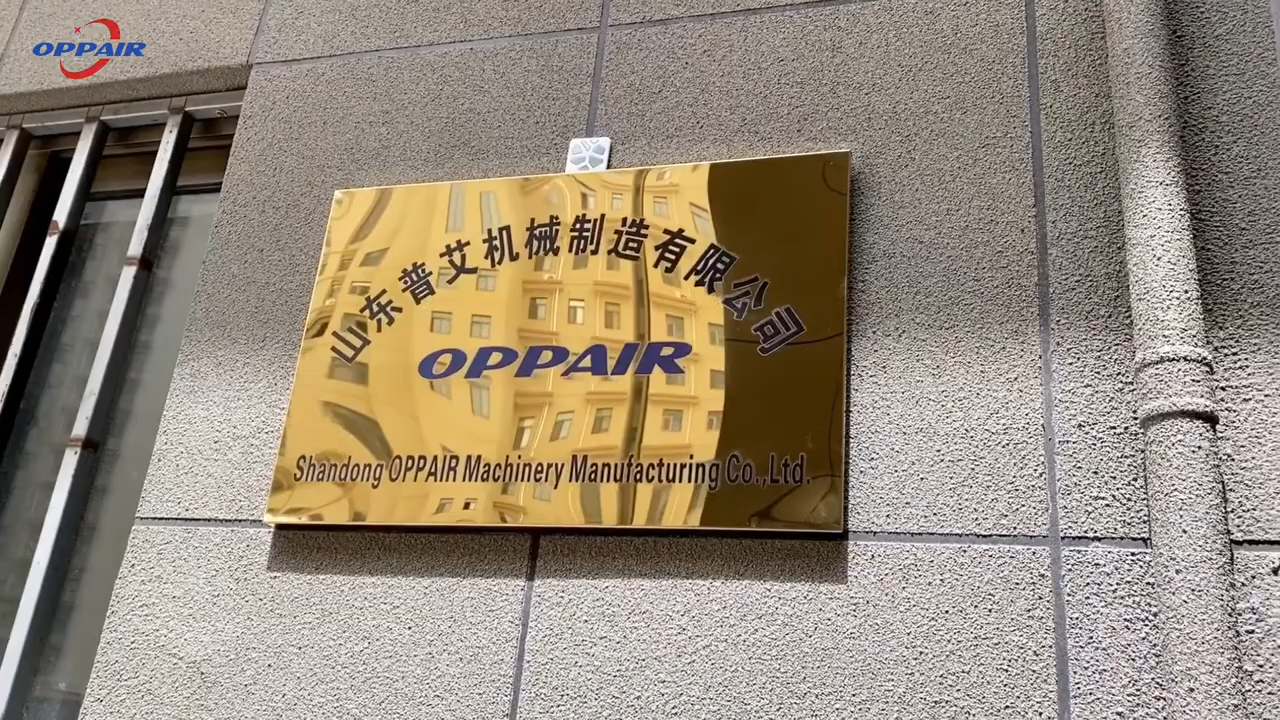 OPPAIR
山东普艾机械制造有限公司
OPPAIR
Shandong OPPAIR Machinery Manufacturing Co.,Ltd.